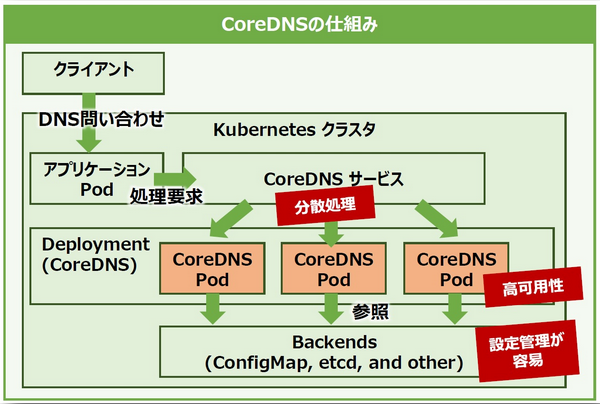 CoreDNSの仕組み
クライアント
DNS問い合わせ
Kubernetes クラスタ
アプリケーション
Pod
処理要求
CoreDNS サービス
分散処理
Deployment
(CoreDNS)
CoreDNS
Pod
CoreDNS
Pod
CoreDNS
Pod
高可用性
参照
Backends
(ConfigMap, etcd, and other)
設定管理が
容易